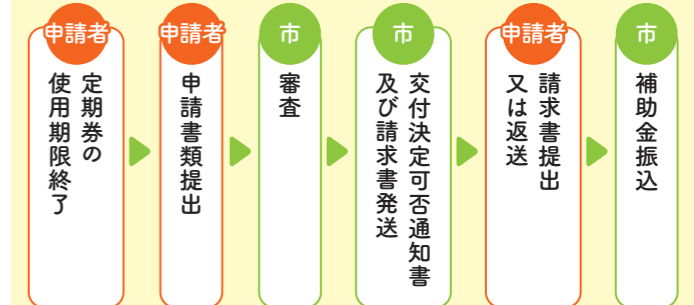 申請者
定期券の
使用期限終了
申請者
申請書類提出
市
審査
市
交付決定可否通知書
及び請求書発送
申請者
請求書提出
又は返送
市
補助金振込